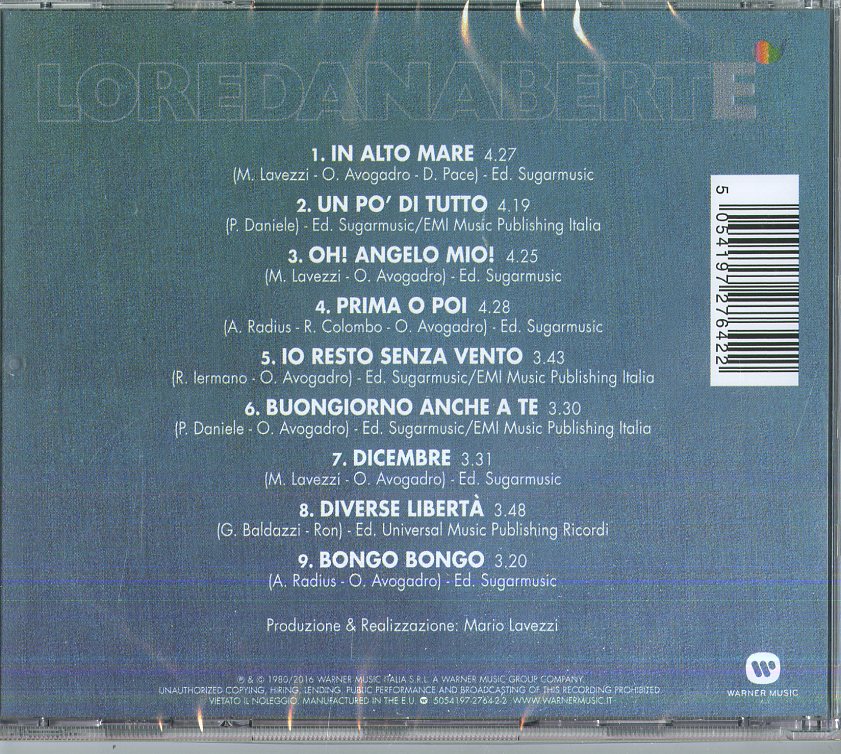 LOREDANABERTE
1. IN ALTO MARE 4.27
(M. Lavezzi - O. Avogadro - D. Pace) - Ed. Sugarmusic
2. UN PO' DI TUTTO 4.19
(P. Daniele) - Ed. Sugarmusic/EMI Music Publishing Italia
3. OH! ANGELO MIO! 4.25
(M. Lavezzi - O. Avogadro) - Ed. Sugarmusic
4. PRIMA O POI 4.28
(A. Radius - R. Colombo - O. Avogadro) - Ed. Sugarmusic
5. IO RESTO SENZA VENTO 3.43
(R. Iermano - O. Avogadro) - Ed. Sugarmusic/EMI Music Publishing Italia
6. BUONGIORNO ANCHE A TE 3.30
(P. Daniele - O. Avogadro) - Ed. Sugarmusic/EMI Music Publishing Italia
7. DICEMBRE 3.31
(M. Lavezzi - O. Avogadro) - Ed. Sugarmusic
8. DIVERSE LIBERTÀ 3.48
(G. Baldazzi - Ron) - Ed. Universal Music Publishing Ricordi
9. BONGO BONGO 3.20
(A. Radius - O. Avogadro) - Ed. Sugarmusic
Produzione & Realizzazione: Mario Lavezzi
℗ & © 1980/2016 WARNER MUSIC ITALIA S.R.L. A WARNER MUSIC GROUP COMPANY.
UNAUTHORIZED COPYING, HIRING, LENDING, PUBLIC PERFORMANCE AND BROADCASTING OF THIS RECORDING PROHIBITED.
VIETATO IL NOLEGGIO. MANUFACTURED IN THE E.U. 5054197-2764-2-2 WWW.WARNERMUSIC.IT
5 054197 276422
WARNER MUSIC
ITALY